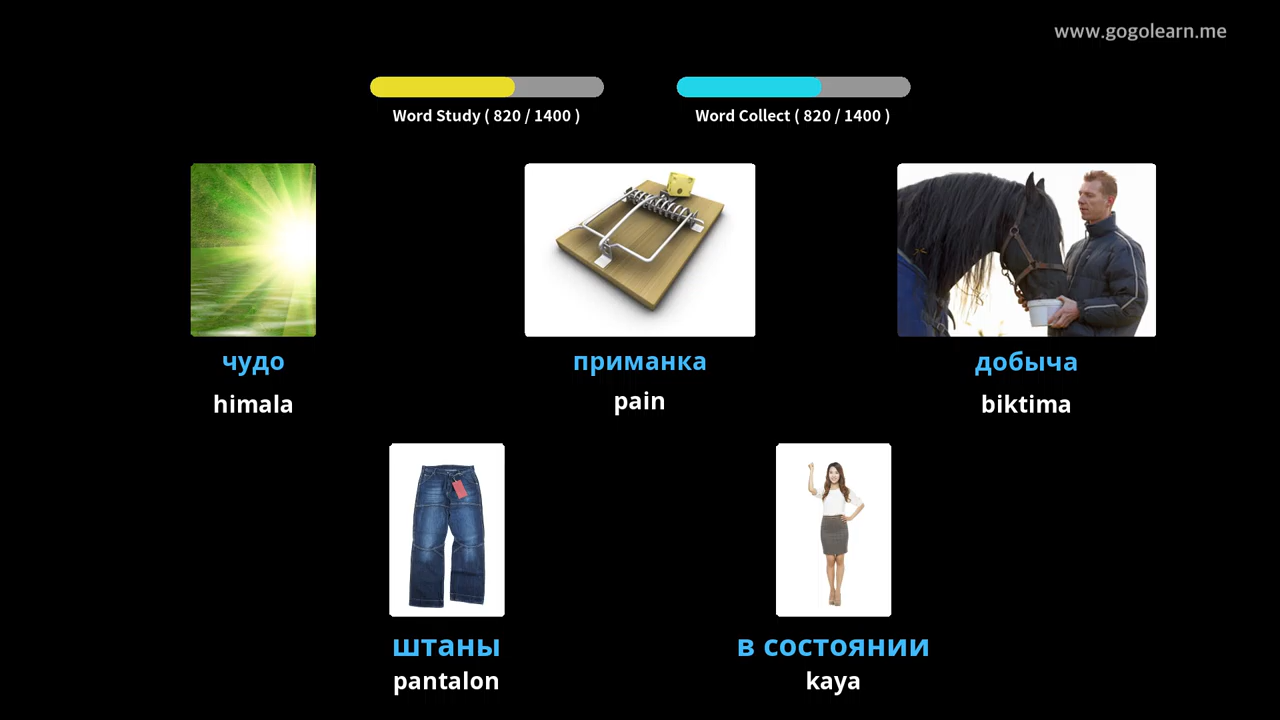 www.gogolearn.me
Word Study ( 820 / 1400 )
Word Collect ( 820 / 1400 )
чудо
himala
приманка
pain
добыча
biktima
штаны
pantalon
в состоянии
kaya